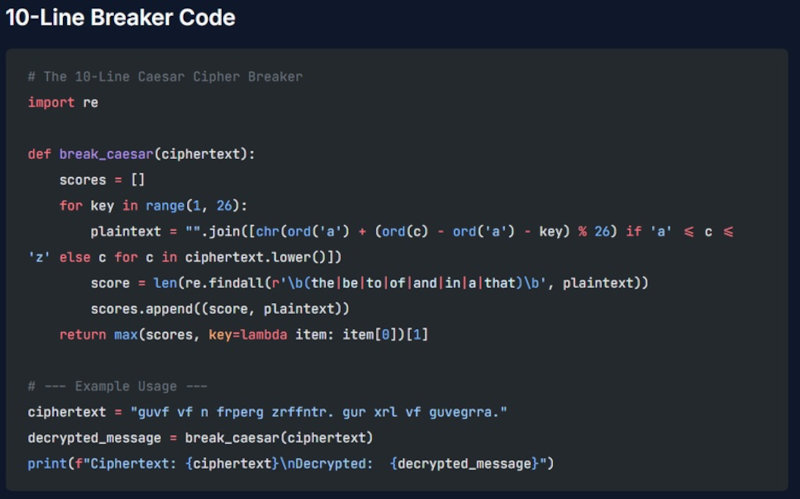 10-Line Breaker Code
# The 10-Line Caesar Cipher Breaker
import re
def break_caesar(ciphertext):
    scores = []
    for key in range(1, 26):
        plaintext = "".join([chr(ord('a') + (ord(c) - ord('a') - key) % 26) if 'a' <= c <=
'z' else c for c in ciphertext.lower()])
        score = len(re.findall(r'\b(the|be|to|of|and|in|a|that)\b', plaintext))
        scores.append((score, plaintext))
    return max(scores, key=lambda item: item[0])[1]
# --- Example Usage ---
ciphertext = "guvf vf n frperg zrffntr. gur xrl vf guvegrra."
decrypted_message = break_caesar(ciphertext)
print(f"Ciphertext: {ciphertext}\nDecrypted:  {decrypted_message}")